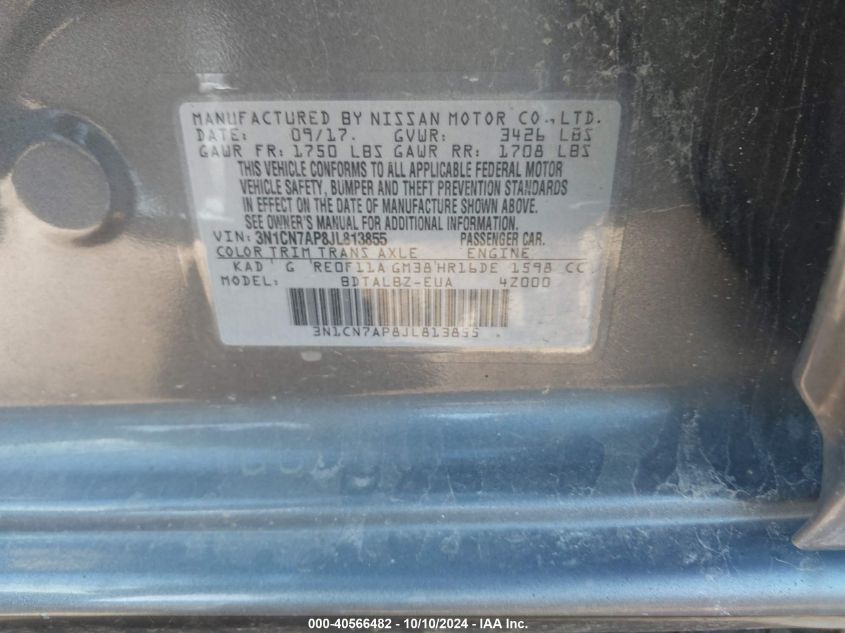 MANUFACTURED BY NISSAN MOTOR CO.,LTD.
DATE: 09/17. GVWR: 3426 LBS
GAWR FR: 1750 LBS GAWR RR: 1708 LBS
THIS VEHICLE CONFORMS TO ALL APPLICABLE FEDERAL MOTOR
VEHICLE SAFETY, BUMPER AND THEFT PREVENTION STANDARDS
IN EFFECT ON THE DATE OF MANUFACTURE SHOWN ABOVE.
SEE OWNER'S MANUAL FOR ADDITIONAL INFORMATION.
VIN: 3N1CN7AP8JL813855 PASSENGER CAR.
COLOR TRIM TRANS AXLE ENGINE
KAD G RE0F11A GM38 HR16DE 1598 CC
MODEL: BDTALBZ-EUA 4Z000
3N1CN7AP8JL813855
000-40566482 - 10/10/2024 - IAA Inc.